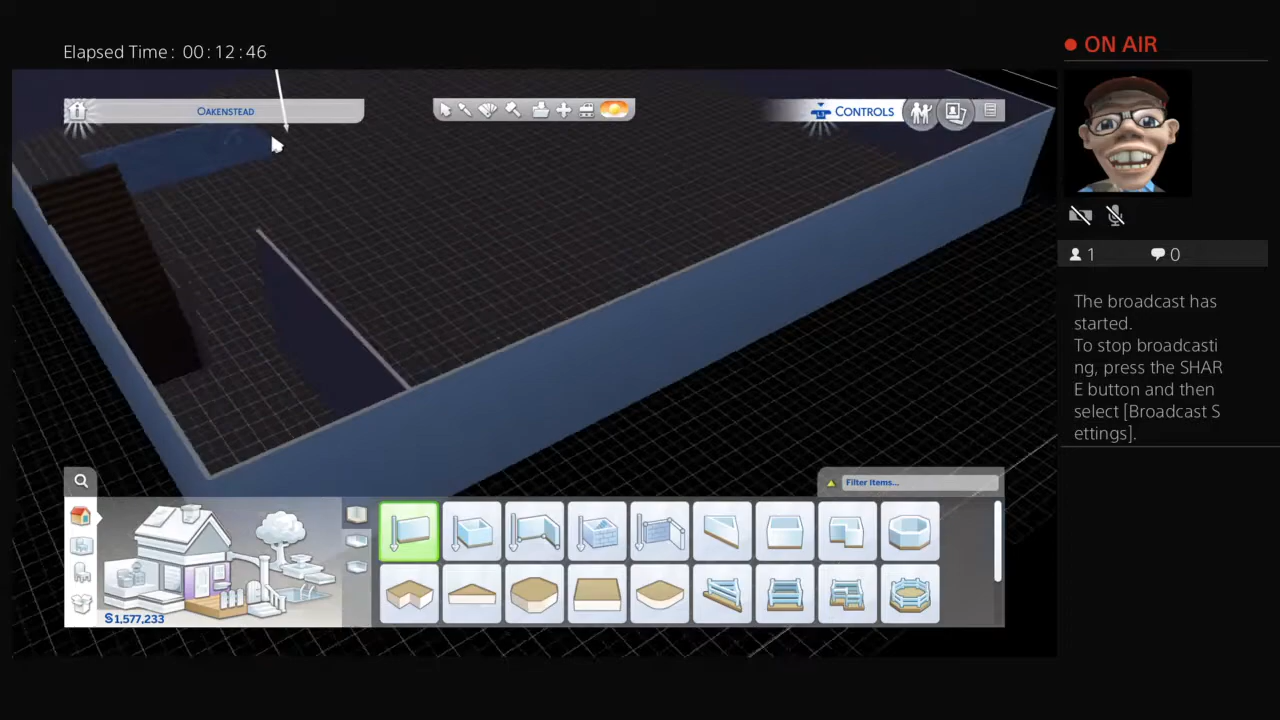 Elapsed Time: 00:12:46
ON AIR
OAKENSTEAD
CONTROLS
1
0
The broadcast has
started.
To stop broadcasti
ng, press the SHAR
E button and then
select [Broadcast S
ettings].
Filter Items...
§1,577,233